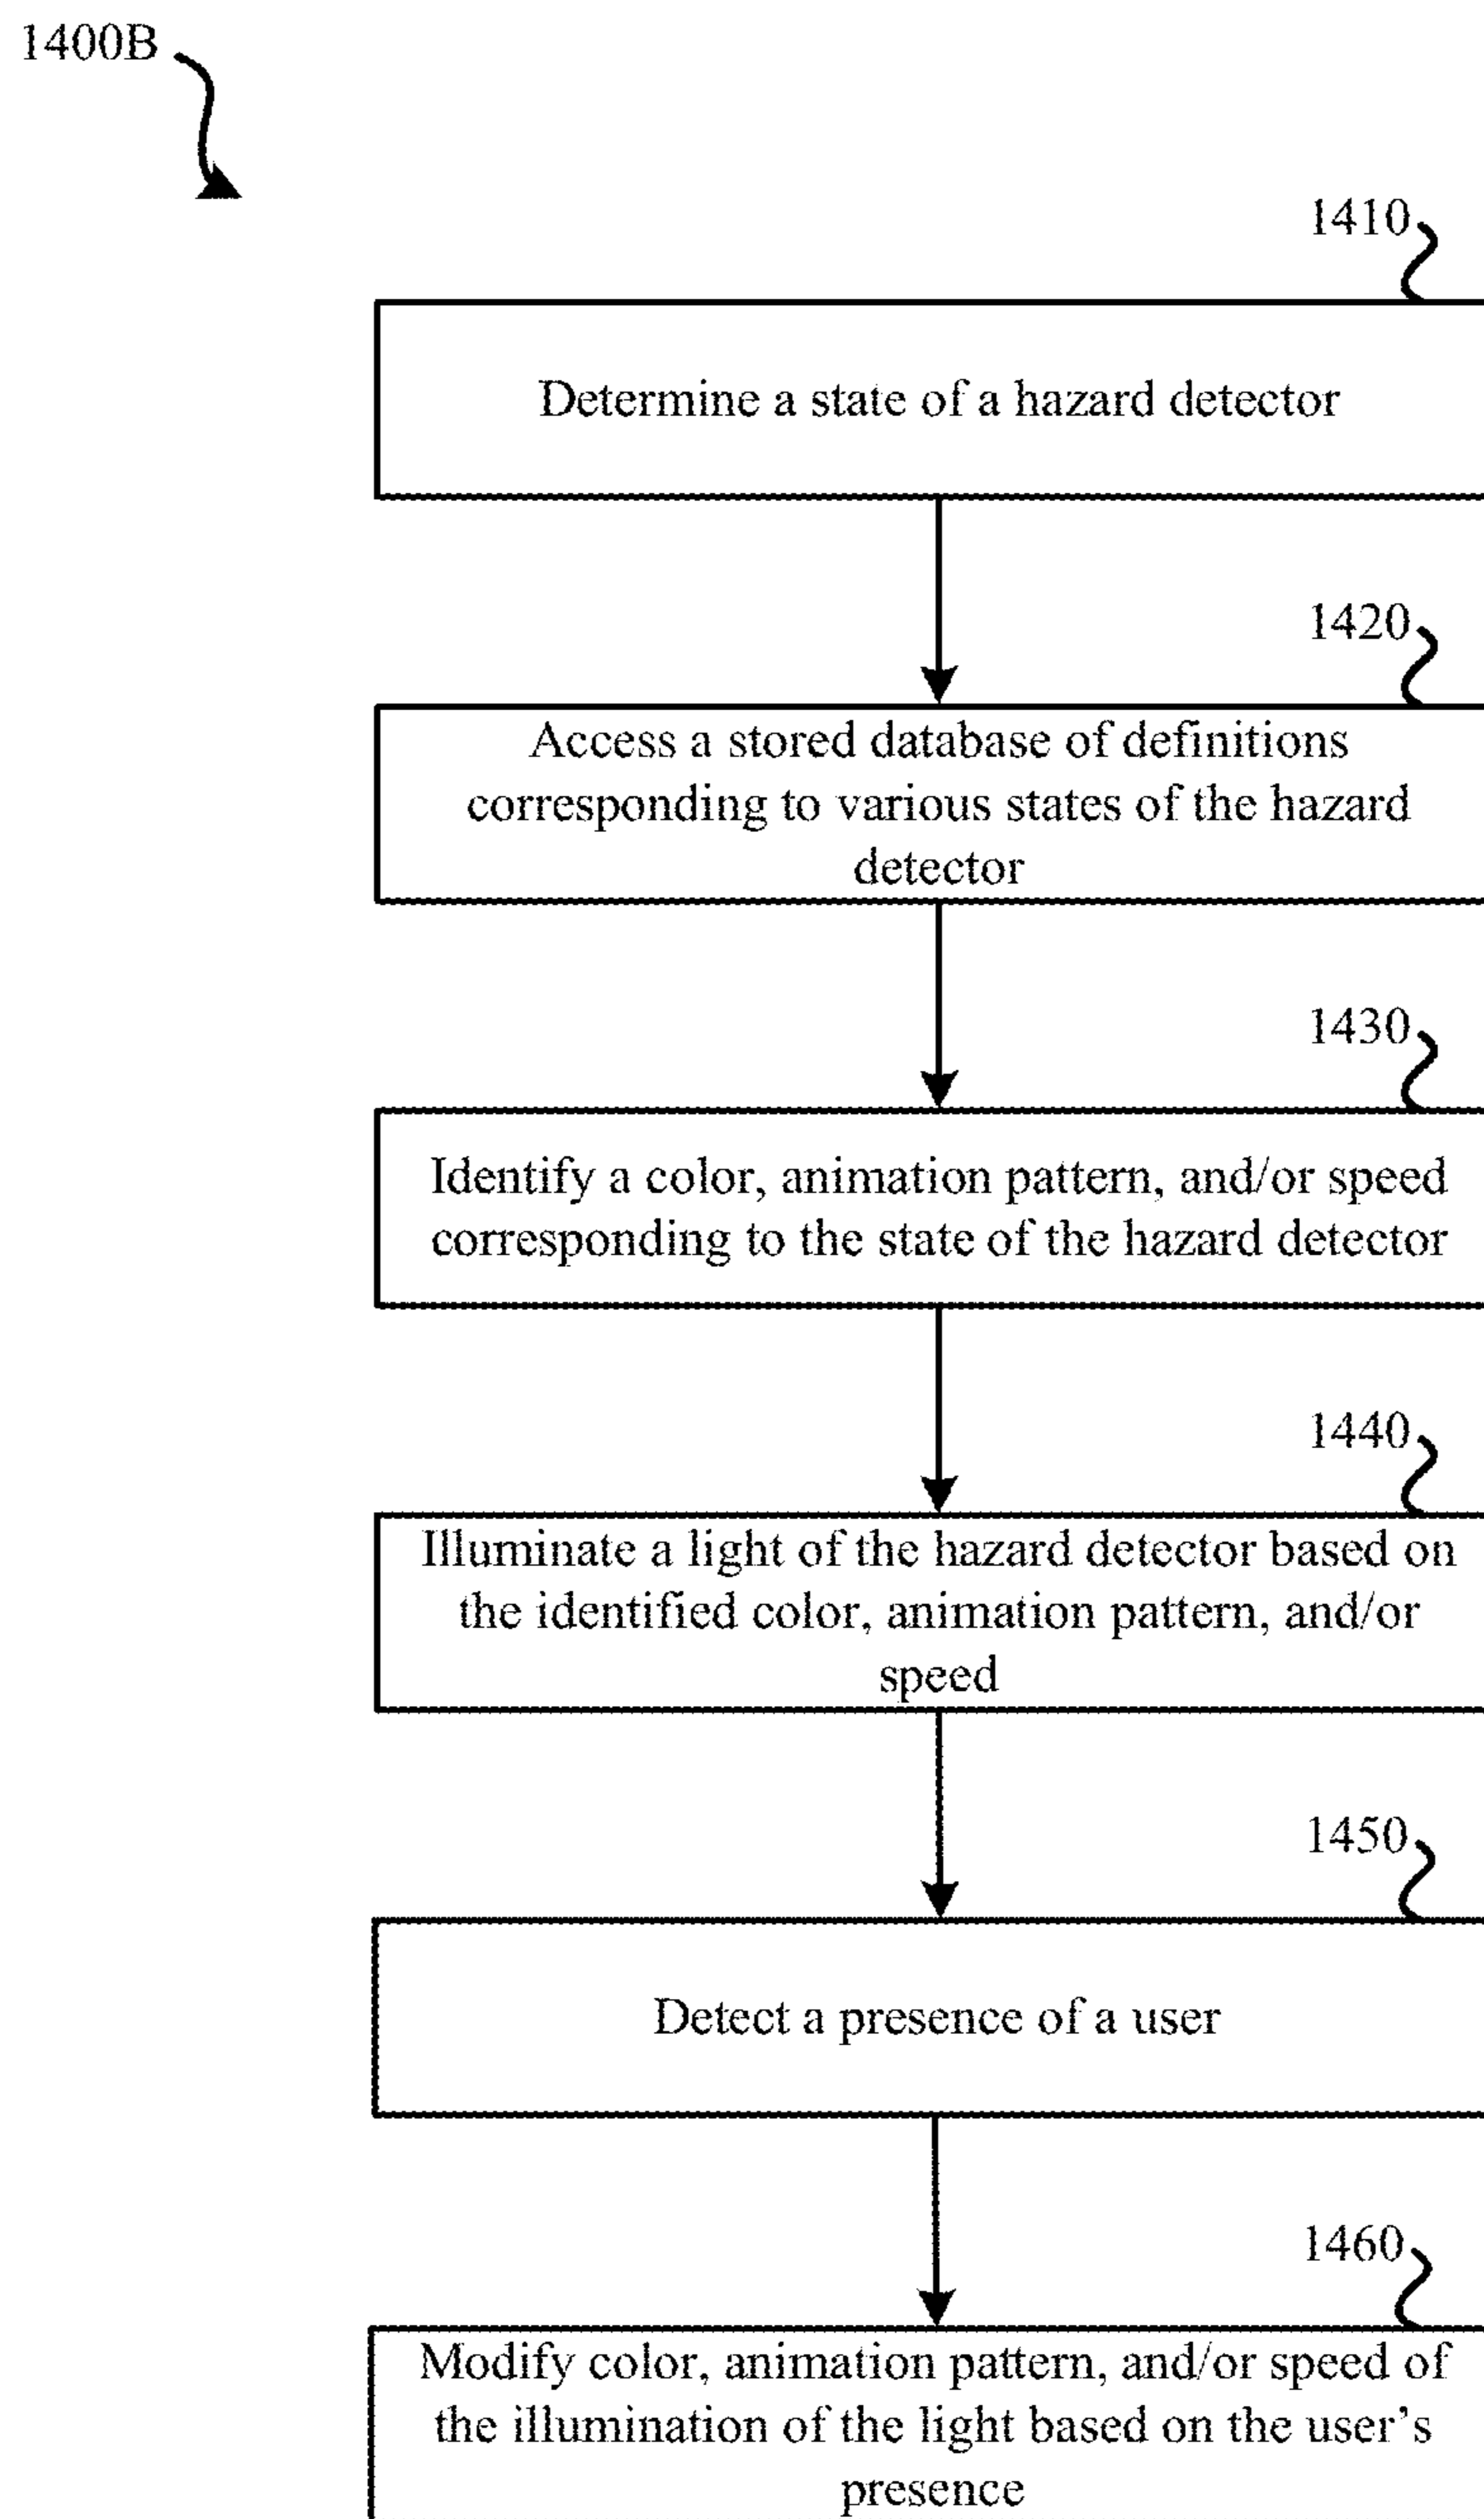 1400B
1410
Determine a state of a hazard detector
1420
Access a stored database of definitions
corresponding to various states of the hazard
detector
1430
Identify a color, animation pattern, and/or speed
corresponding to the state of the hazard detector
1440
Illuminate a light of the hazard detector based on
the identified color, animation pattern, and/or
speed
1450
Detect a presence of a user
1460
Modify color, animation pattern, and/or speed of
the illumination of the light based on the user's
presence